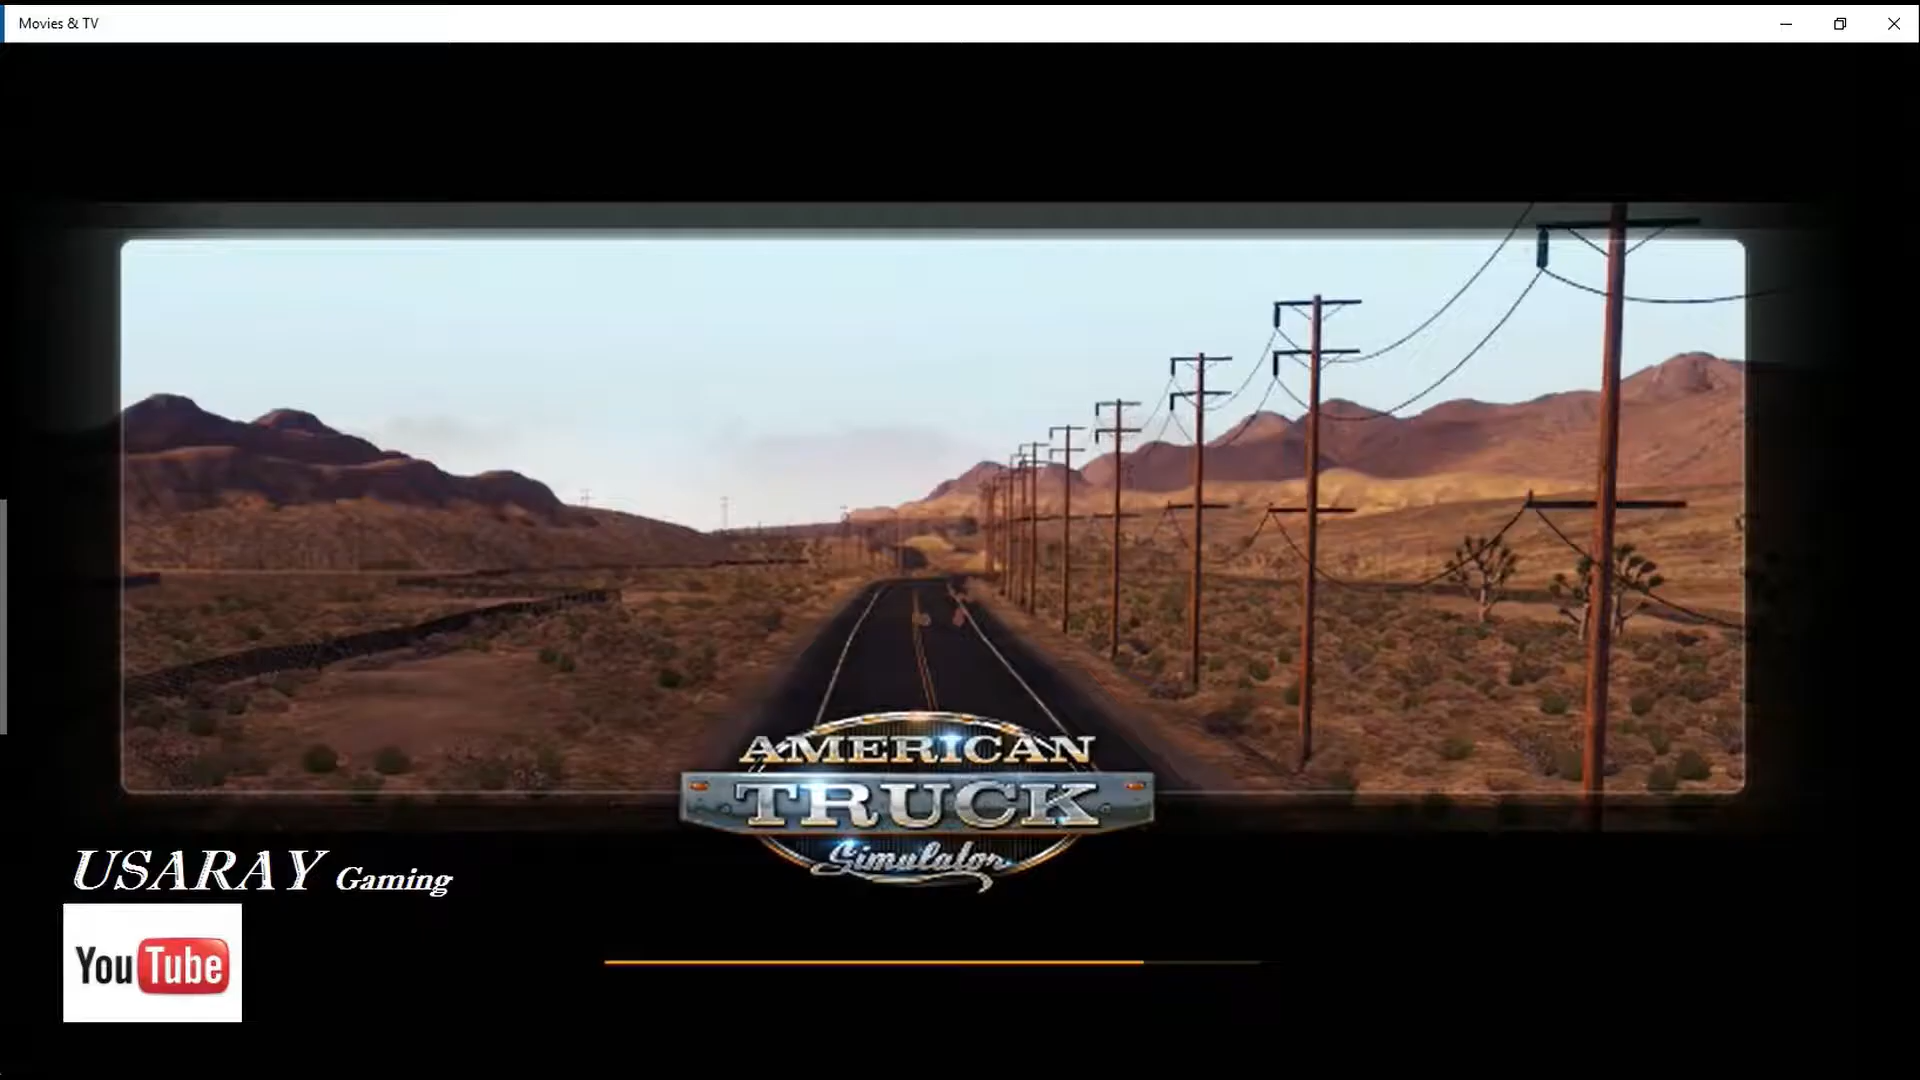 Movies & TV
AMERICAN
TRUCK
Simulator
USARAY Gaming
YouTube